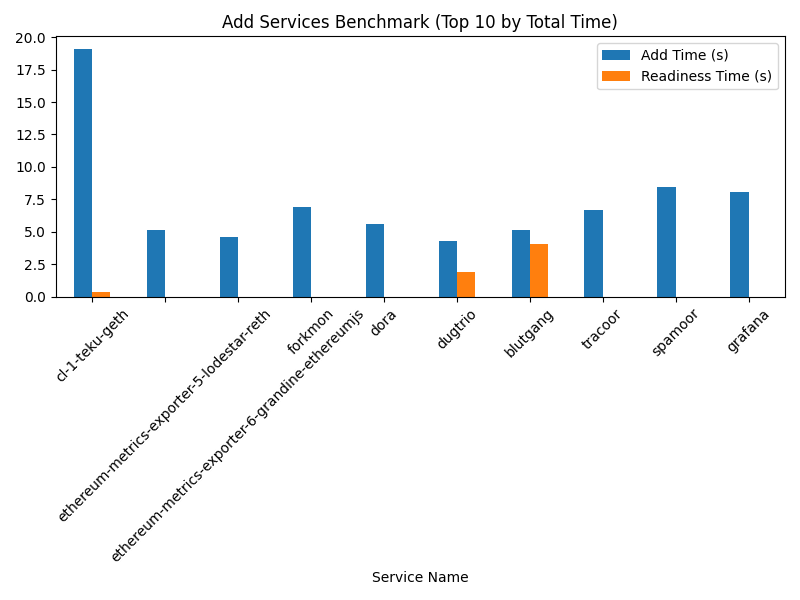 Add Services Benchmark (Top 10 by Total Time)
Add Time (s)
Readiness Time (s)
20.0
17.5
15.0
12.5
10.0
7.5
5.0
2.5
0.0
cl-1-teku-geth
ethereum-metrics-exporter-5-lodestar-reth
ethereum-metrics-exporter-6-grandine-ethereumjs
forkmon
dora
dugtrio
blutgang
tracoor
spamoor
grafana
Service Name